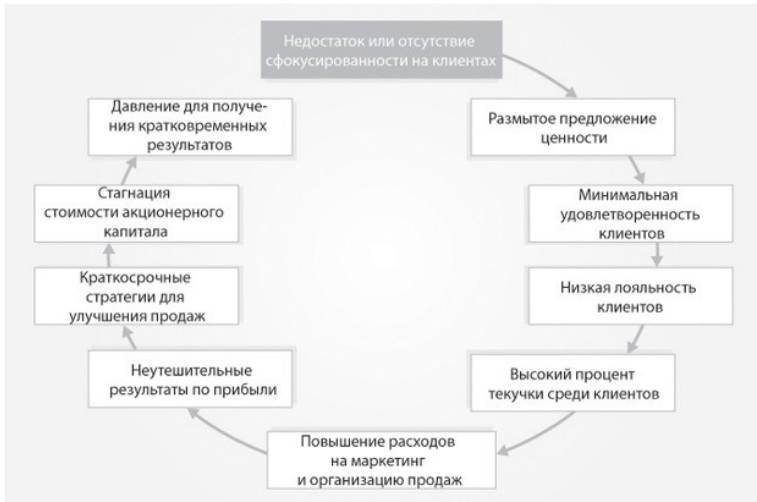 Недостаток или отсутствие
сфокусированности на клиентах
Размытое предложение
ценности
Минимальная
удовлетворенность
клиентов
Низкая лояльность
клиентов
Высокий процент
текучки среди клиентов
Повышение расходов
на маркетинг
и организацию продаж
Неутешительные
результаты по прибыли
Краткосрочные
стратегии для
улучшения продаж
Стагнация
стоимости акционерного
капитала
Давление для получе-
ния кратковременных
результатов